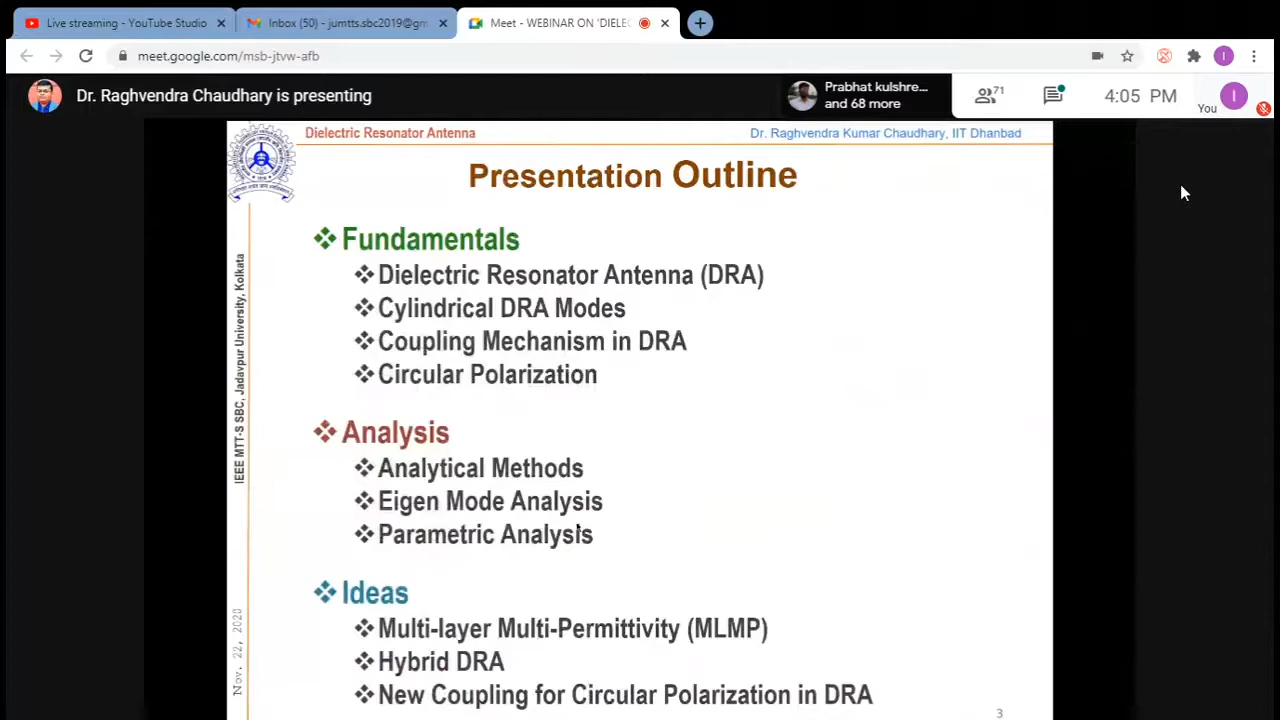 Live streaming - YouTube Studio
Inbox (50) - jumtts.sbc2019@gm
Meet - WEBINAR ON 'DIELEC
meet.google.com/msb-jtvw-afb
Dr. Raghvendra Chaudhary is presenting
Prabhat kulshre...
and 68 more
71
4:05 PM
You
I
Dielectric Resonator Antenna
Dr. Raghvendra Kumar Chaudhary, IIT Dhanbad
Presentation Outline
Fundamentals
Dielectric Resonator Antenna (DRA)
Cylindrical DRA Modes
Coupling Mechanism in DRA
Circular Polarization
Analysis
Analytical Methods
Eigen Mode Analysis
Parametric Analysis
Ideas
Multi-layer Multi-Permittivity (MLMP)
Hybrid DRA
New Coupling for Circular Polarization in DRA
IEEE MTT-S SBC, Jadavpur University, Kolkata
Nov. 22, 2020
3